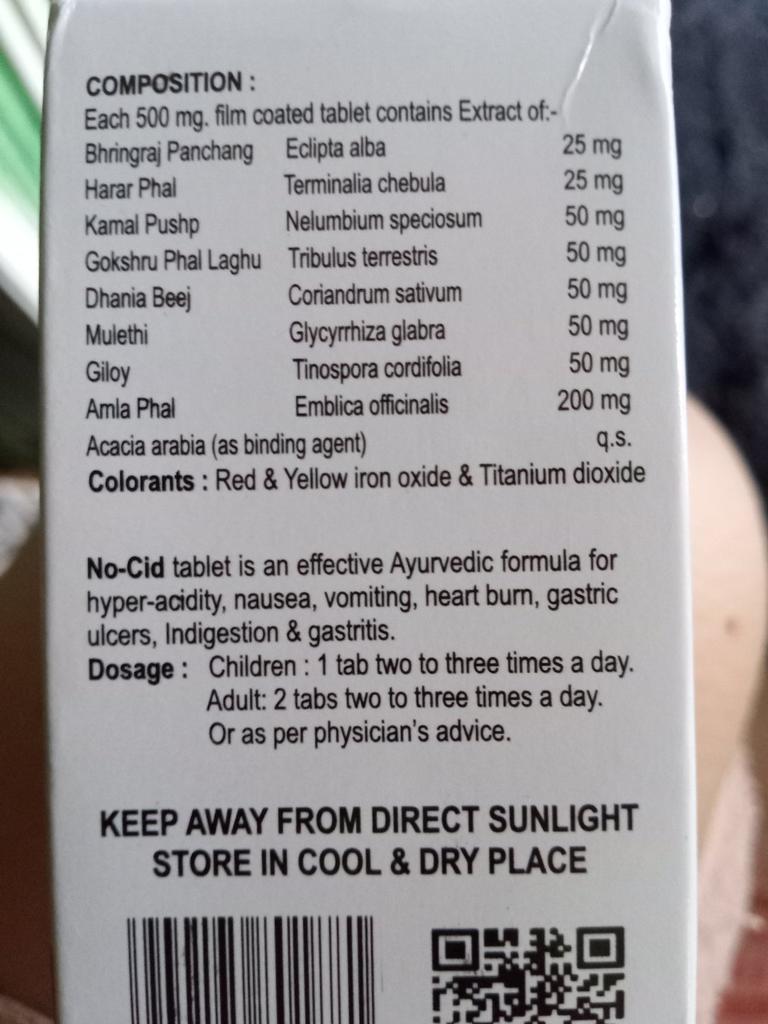 COMPOSITION :
Each 500 mg. film coated tablet contains Extract of:-
Bhringraj Panchang Eclipta alba 25 mg
Harar Phal Terminalia chebula 25 mg
Kamal Pushp Nelumbium speciosum 50 mg
Gokshru Phal Laghu Tribulus terrestris 50 mg
Dhania Beej Coriandrum sativum 50 mg
Mulethi Glycyrrhiza glabra 50 mg
Giloy Tinospora cordifolia 50 mg
Amla Phal Emblica officinalis 200 mg
Acacia arabia (as binding agent) q.s.
Colorants : Red & Yellow iron oxide & Titanium dioxide
No-Cid tablet is an effective Ayurvedic formula for
hyper-acidity, nausea, vomiting, heart burn, gastric
ulcers, Indigestion & gastritis.
Dosage : Children : 1 tab two to three times a day.
Adult: 2 tabs two to three times a day.
Or as per physician's advice.
KEEP AWAY FROM DIRECT SUNLIGHT
STORE IN COOL & DRY PLACE